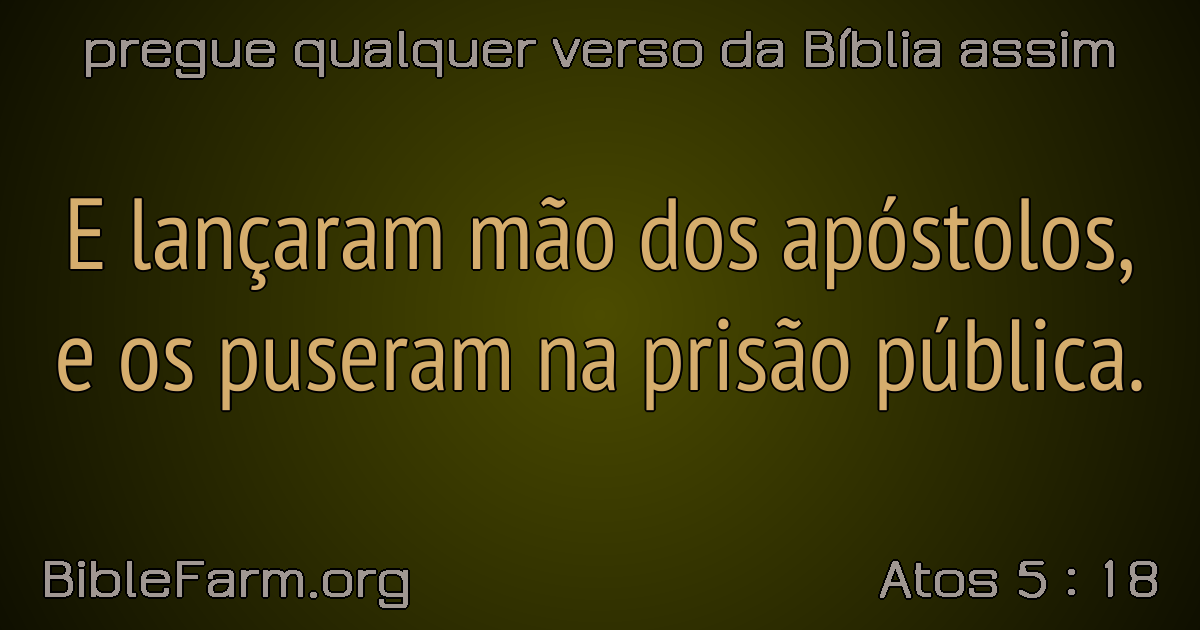 pregue qualquer verso da Bíblia assim
E lançaram mão dos apóstolos,
e os puseram na prisão pública.
BibleFarm.org
Atos 5 : 18